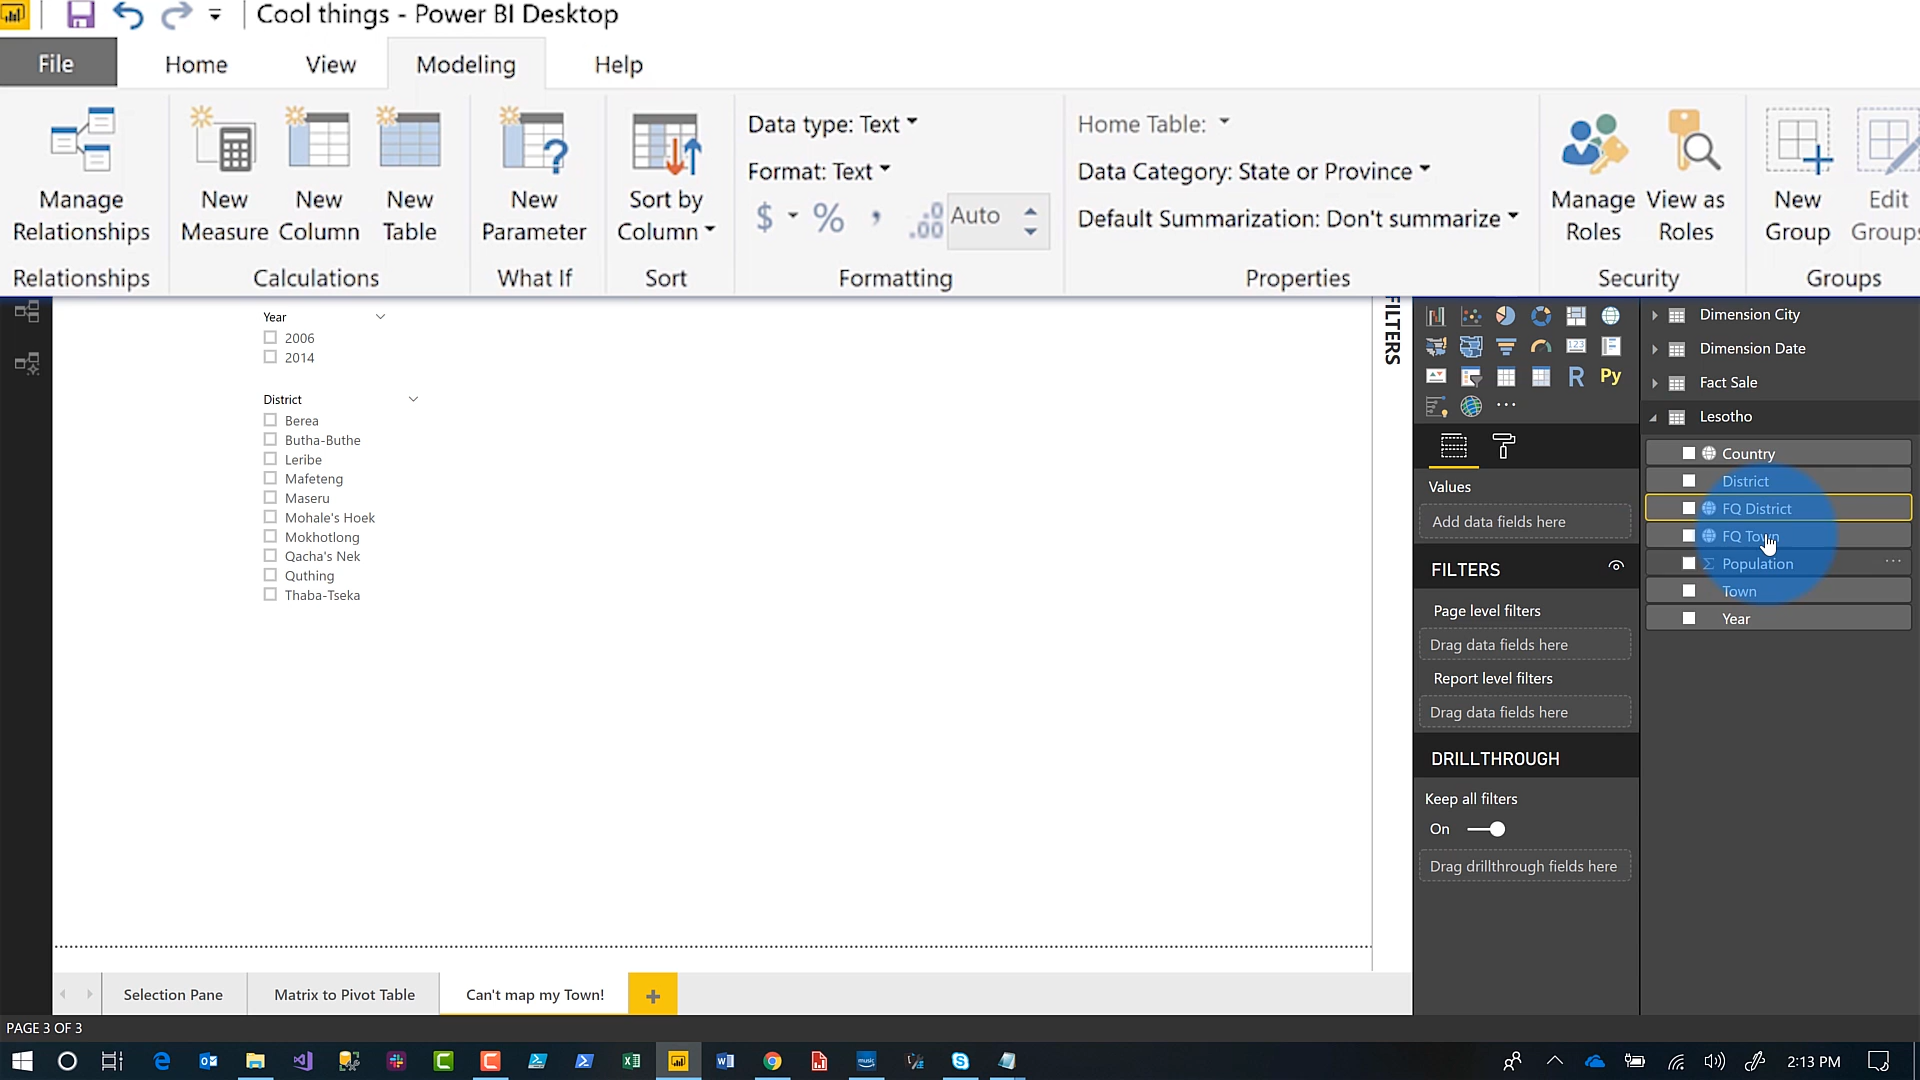 Cool things - Power BI Desktop
File
Home
View
Modeling
Help
Manage Relationships
New Measure
New Column
New Table
New Parameter
Sort by Column
Data type: Text
Format: Text
$ % , .00 Auto
Home Table:
Data Category: State or Province
Default Summarization: Don't summarize
Manage Roles
View as Roles
New Group
Edit Groups
Relationships
Calculations
What If
Sort
Formatting
Properties
Security
Groups
Year
2006
2014
District
Berea
Butha-Buthe
Leribe
Mafeteng
Maseru
Mohale's Hoek
Mokhotlong
Qacha's Nek
Quthing
Thaba-Tseka
FILTERS
123
R
Py
Values
Add data fields here
FILTERS
Page level filters
Drag data fields here
Report level filters
Drag data fields here
DRILLTHROUGH
Keep all filters
On
Drag drillthrough fields here
Dimension City
Dimension Date
Fact Sale
Lesotho
Country
District
FQ District
FQ Town
Population
Town
Year
Selection Pane
Matrix to Pivot Table
Can't map my Town!
PAGE 3 OF 3
2:13 PM